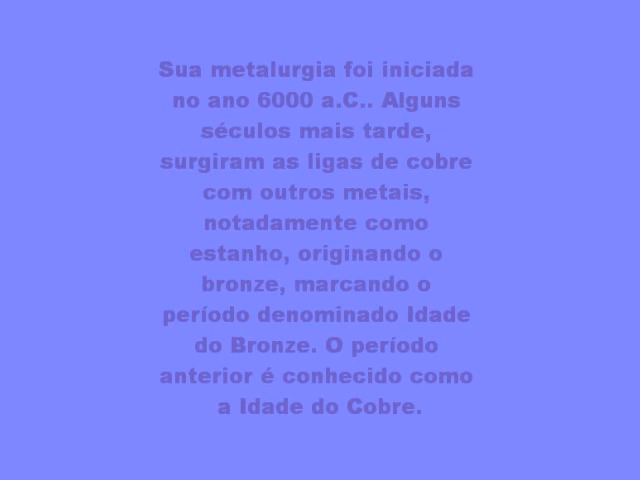 Sua metalurgia foi iniciada
no ano 6000 a.C.. Alguns
séculos mais tarde,
surgiram as ligas de cobre
com outros metais,
notadamente como
estanho, originando o
bronze, marcando o
período denominado Idade
do Bronze. O período
anterior é conhecido como
a Idade do Cobre.